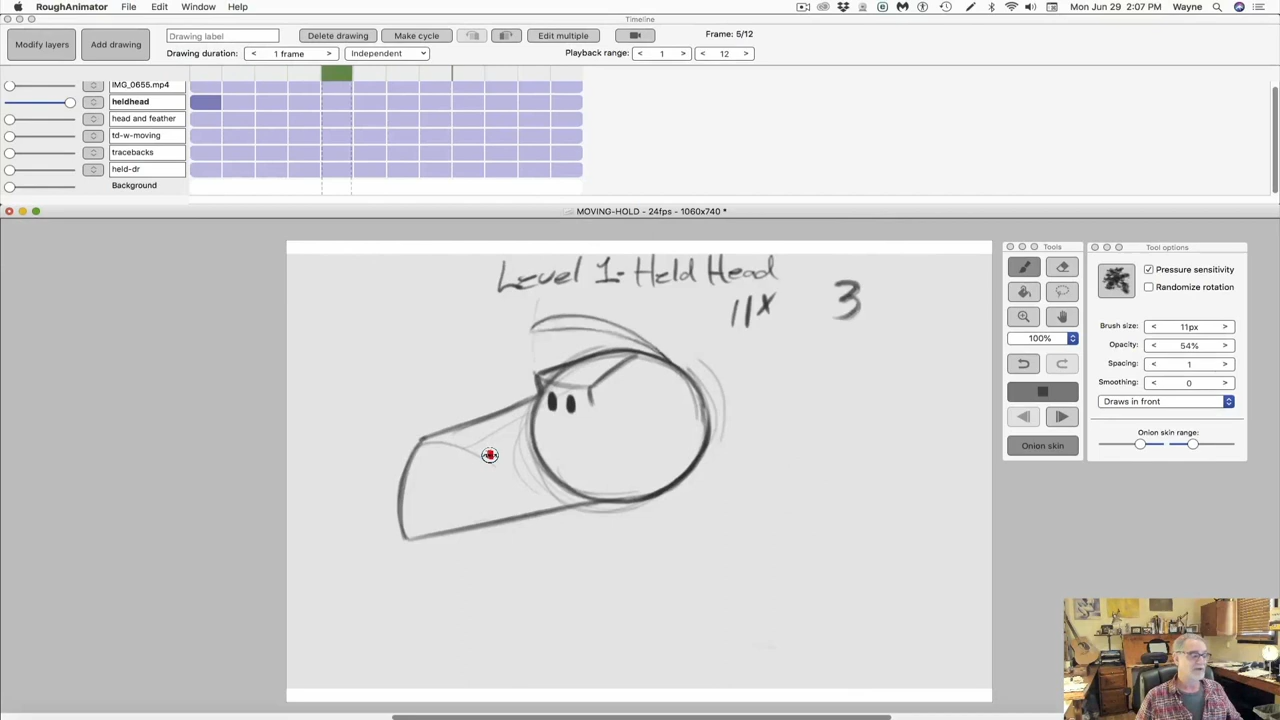 RoughAnimator File Edit Window Help Mon Jun 29 2:07 PM Wayne
Timeline
Modify layers Add drawing Drawing label Delete drawing Make cycle Edit multiple Frame: 5/12
Drawing duration: < 1 frame > Independent Playback range: < 1 > < 12 >
IMG_0655.mp4
heldhead
head and feather
td-w-moving
tracebacks
held-dr
Background
MOVING-HOLD - 24fps - 1060x740 *
Level 1- Held Head
11x 3
Tools
100%
Onion skin
Tool options
Pressure sensitivity
Randomize rotation
Brush size: < 11px >
Opacity: < 54% >
Spacing: < 1 >
Smoothing: < 0 >
Draws in front
Onion skin range: